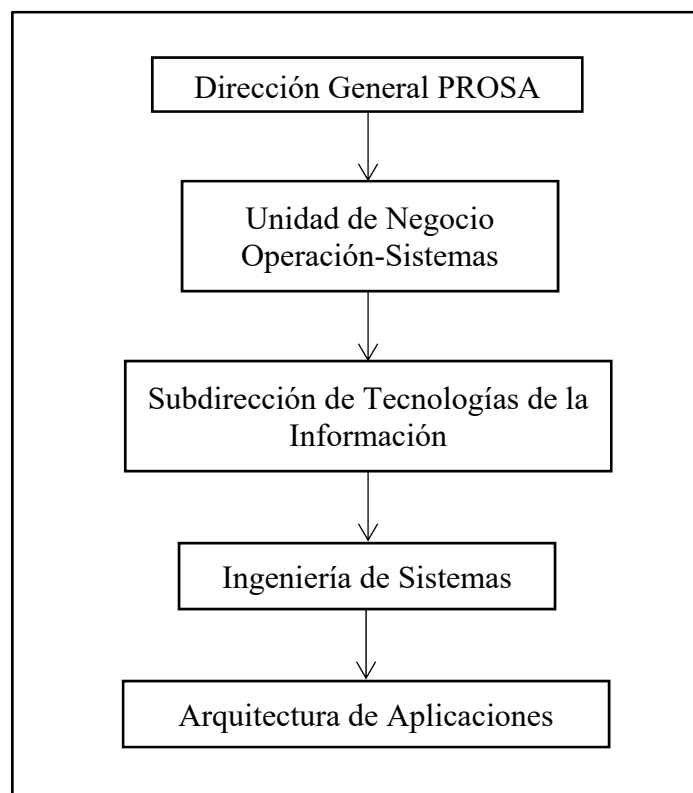 Dirección General PROSA
Unidad de Negocio
Operación-Sistemas
Subdirección de Tecnologías de la
Información
Ingeniería de Sistemas
Arquitectura de Aplicaciones